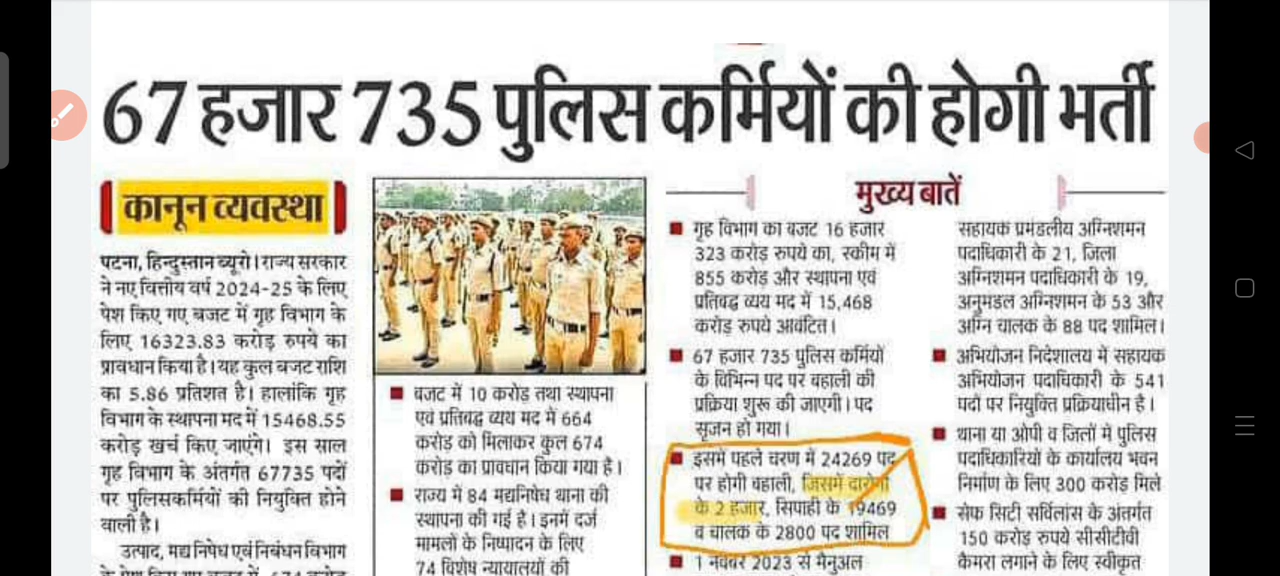 67 हजार 735 पुलिस कर्मियों की होगी भर्ती
कानून व्यवस्था
पटना, हिन्दुस्तान ब्यूरो। राज्य सरकार
ने नए वित्तीय वर्ष 2024-25 के लिए
पेश किए गए बजट में गृह विभाग के
लिए 16323.83 करोड़ रुपये का
प्रावधान किया है। यह कुल बजट राशि
का 5.86 प्रतिशत है। हालांकि गृह
विभाग के स्थापना मद में 15468.55
करोड़ खर्च किए जाएंगे। इस साल
गृह विभाग के अंतर्गत 67735 पदों
पर पुलिसकर्मियों की नियुक्ति होने
वाली है।
उत्पाद, मद्य निषेध एवं निबंधन विभाग
बजट में 10 करोड़ तथा स्थापना
एवं प्रतिबद्ध व्यय मद में 664
करोड़ को मिलाकर कुल 674
करोड़ का प्रावधान किया गया है।
राज्य में 84 मद्यनिषेध थाना की
स्थापना की गई है। इनमें दर्ज
मामलों के निष्पादन के लिए
74 विशेष न्यायालयों की
मुख्य बातें
गृह विभाग का बजट 16 हजार
323 करोड़ रुपये का, स्कीम में
855 करोड़ और स्थापना एवं
प्रतिबद्ध व्यय मद में 15,468
करोड़ रुपये आवंटित।
67 हजार 735 पुलिस कर्मियों
के विभिन्न पद पर बहाली की
प्रक्रिया शुरू की जाएगी। पद
सृजन हो गया।
इसमें पहले चरण में 24269 पद
पर होगी बहाली, जिसमें दारोगा
के 2 हजार, सिपाही के 19469
व चालक के 2800 पद शामिल
1 नवंबर 2023 से मैनुअल
सहायक प्रमंडलीय अग्निशमन
पदाधिकारी के 21, जिला
अग्निशमन पदाधिकारी के 19,
अनुमंडल अग्निशमन के 53 और
अग्नि चालक के 88 पद शामिल।
अभियोजन निदेशालय में सहायक
अभियोजन पदाधिकारी के 541
पदों पर नियुक्ति प्रक्रियाधीन है।
थाना या ओपी व जिलों में पुलिस
पदाधिकारियों के कार्यालय भवन
निर्माण के लिए 300 करोड़ मिले
सेफ सिटी सर्विलांस के अंतर्गत
150 करोड़ रुपये सीसीटीवी
कैमरा लगाने के लिए स्वीकृत